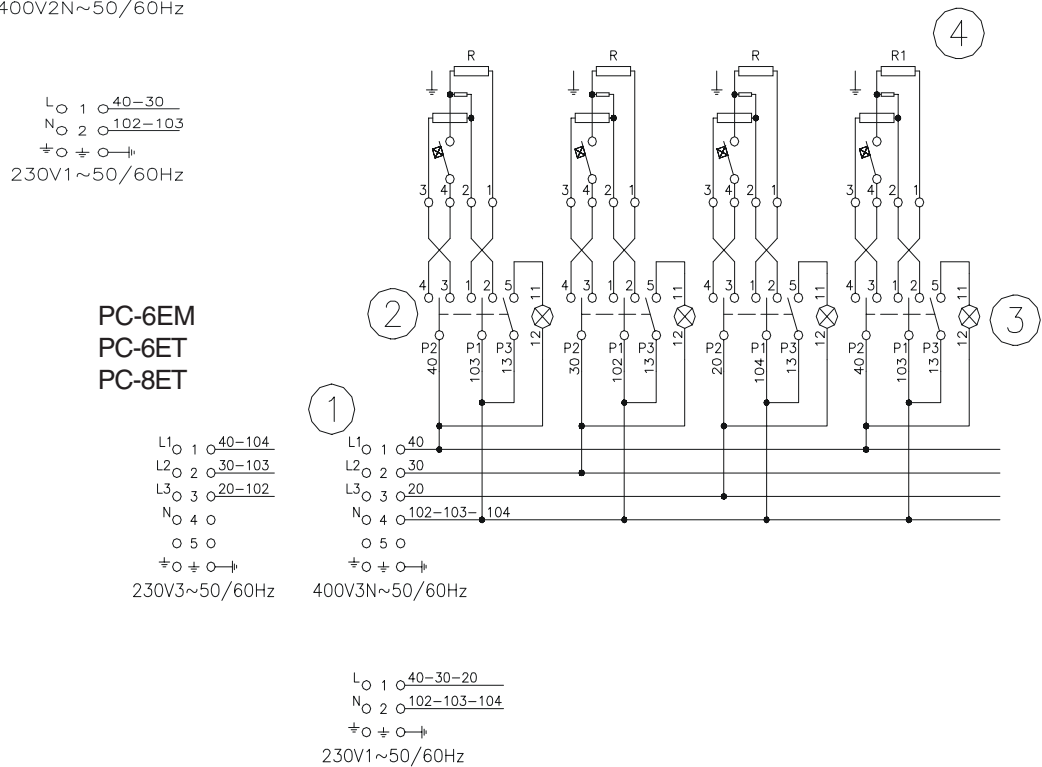 400V2N~50/60Hz
L 1 40-30
N 2 102-103
230V1~50/60Hz
4
R R R R1
3 4 2 1 3 4 2 1 3 4 2 1 3 4 2 1
4 3 1 2 5 11 4 3 1 2 5 11 4 3 1 2 5 11 4 3 1 2 5 11
2
3
12 12 12 12
P2 P1 P3 P2 P1 P3 P2 P1 P3 P2 P1 P3
40 103 13 30 102 13 20 104 13 40 103 13
PC-6EM
PC-6ET
PC-8ET
1
L1 1 40-104
L2 2 30-103
L3 3 20-102
N 4
5
230V3~50/60Hz
L1 1 40
L2 2 30
L3 3 20
N 4 102-103-104
5
400V3N~50/60Hz
L 1 40-30-20
N 2 102-103-104
230V1~50/60Hz